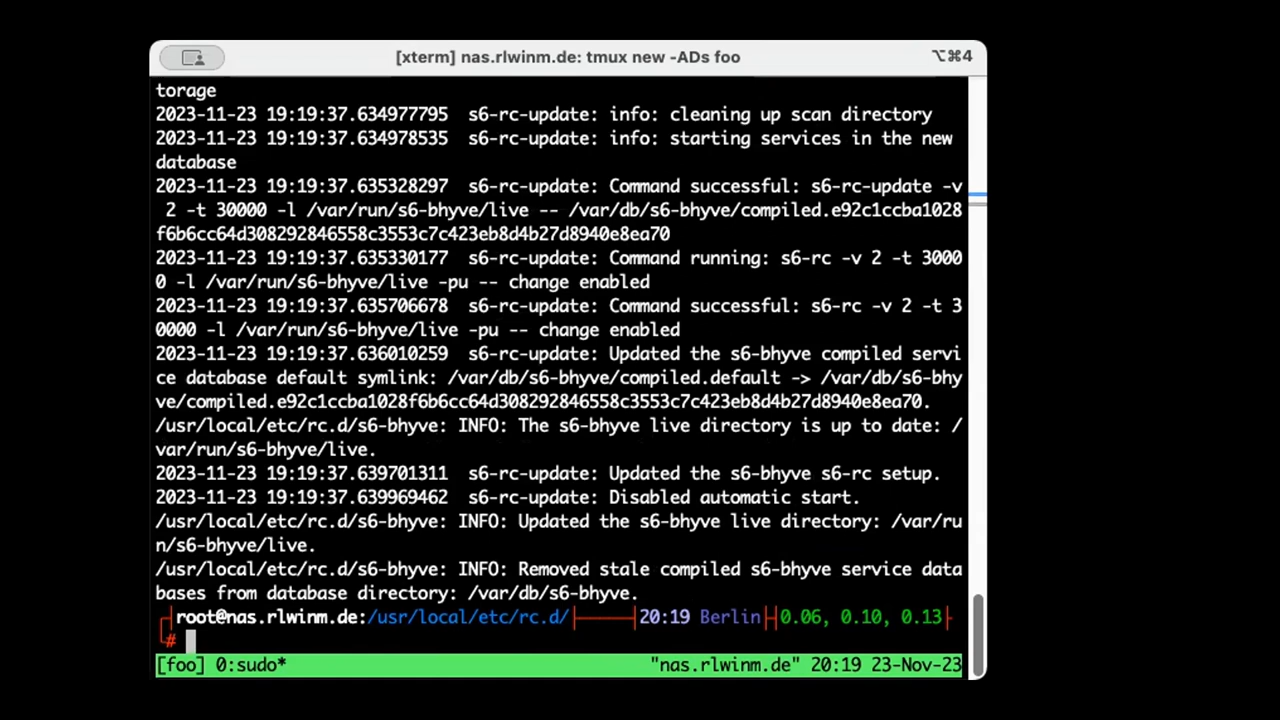 [xterm] nas.rlwinm.de: tmux new -ADs foo ⌥⌘4
torage
2023-11-23 19:19:37.634977795  s6-rc-update: info: cleaning up scan directory
2023-11-23 19:19:37.634978535  s6-rc-update: info: starting services in the new
database
2023-11-23 19:19:37.635328297  s6-rc-update: Command successful: s6-rc-update -v
 2 -t 30000 -l /var/run/s6-bhyve/live -- /var/db/s6-bhyve/compiled.e92c1ccba1028
f6b6cc64d308292846558c3553c7c423eb8d4b27d8940e8ea70
2023-11-23 19:19:37.635330177  s6-rc-update: Command running: s6-rc -v 2 -t 3000
0 -l /var/run/s6-bhyve/live -pu -- change enabled
2023-11-23 19:19:37.635706678  s6-rc-update: Command successful: s6-rc -v 2 -t 3
0000 -l /var/run/s6-bhyve/live -pu -- change enabled
2023-11-23 19:19:37.636010259  s6-rc-update: Updated the s6-bhyve compiled servi
ce database default symlink: /var/db/s6-bhyve/compiled.default -> /var/db/s6-bhy
ve/compiled.e92c1ccba1028f6b6cc64d308292846558c3553c7c423eb8d4b27d8940e8ea70.
/usr/local/etc/rc.d/s6-bhyve: INFO: The s6-bhyve live directory is up to date: /
var/run/s6-bhyve/live.
2023-11-23 19:19:37.639701311  s6-rc-update: Updated the s6-bhyve s6-rc setup.
2023-11-23 19:19:37.639969462  s6-rc-update: Disabled automatic start.
/usr/local/etc/rc.d/s6-bhyve: INFO: Updated the s6-bhyve live directory: /var/ru
n/s6-bhyve/live.
/usr/local/etc/rc.d/s6-bhyve: INFO: Removed stale compiled s6-bhyve service data
bases from database directory: /var/db/s6-bhyve.
┌┤root@nas.rlwinm.de:/usr/local/etc/rc.d/├─────┤20:19 Berlin├┤0.06, 0.10, 0.13├
└#
[foo] 0:sudo* "nas.rlwinm.de" 20:19 23-Nov-23